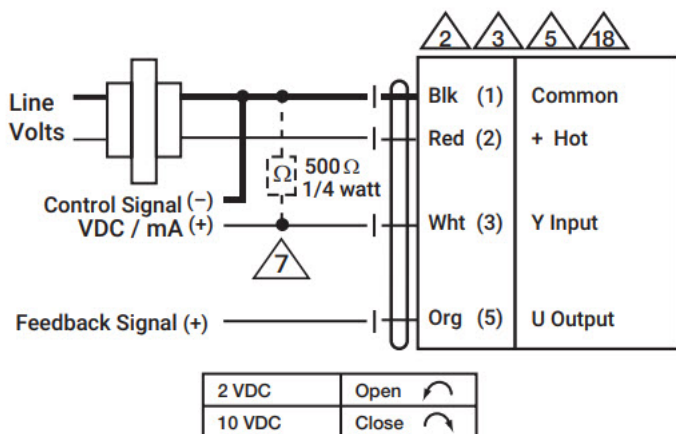 2 3 5 18
Line
Volts
Blk (1) Common
Red (2) + Hot
Ω 500 Ω
1/4 watt
Control Signal (−)
VDC / mA (+)
Wht (3) Y Input
7
Feedback Signal (+)
Org (5) U Output
2 VDC Open
10 VDC Close